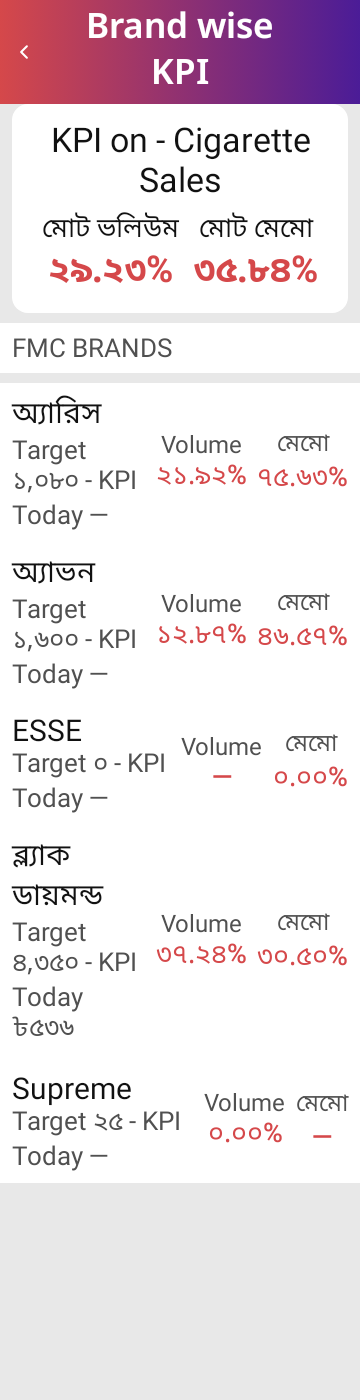 Brand wise
KPI
KPI on - Cigarette
Sales
মোট ভলিউম মোট মেমো
২৯.২৩% ৩৫.৮৪%
FMC BRANDS
অ্যারিস
Target
১,০৮০ - KPI
Today —
Volume মেমো
২১.৯২% ৭৫.৬৩%
অ্যাভন
Target
১,৬০০ - KPI
Today —
Volume মেমো
১২.৮৭% ৪৬.৫৭%
ESSE
Target ০ - KPI
Today —
Volume মেমো
— ০.০০%
ব্ল্যাক
ডায়মন্ড
Target
৪,৩৫০ - KPI
Today
৳৫৩৬
Volume মেমো
৩৭.২৪% ৩০.৫০%
Supreme
Target ২৫ - KPI
Today —
Volume মেমো
০.০০% —